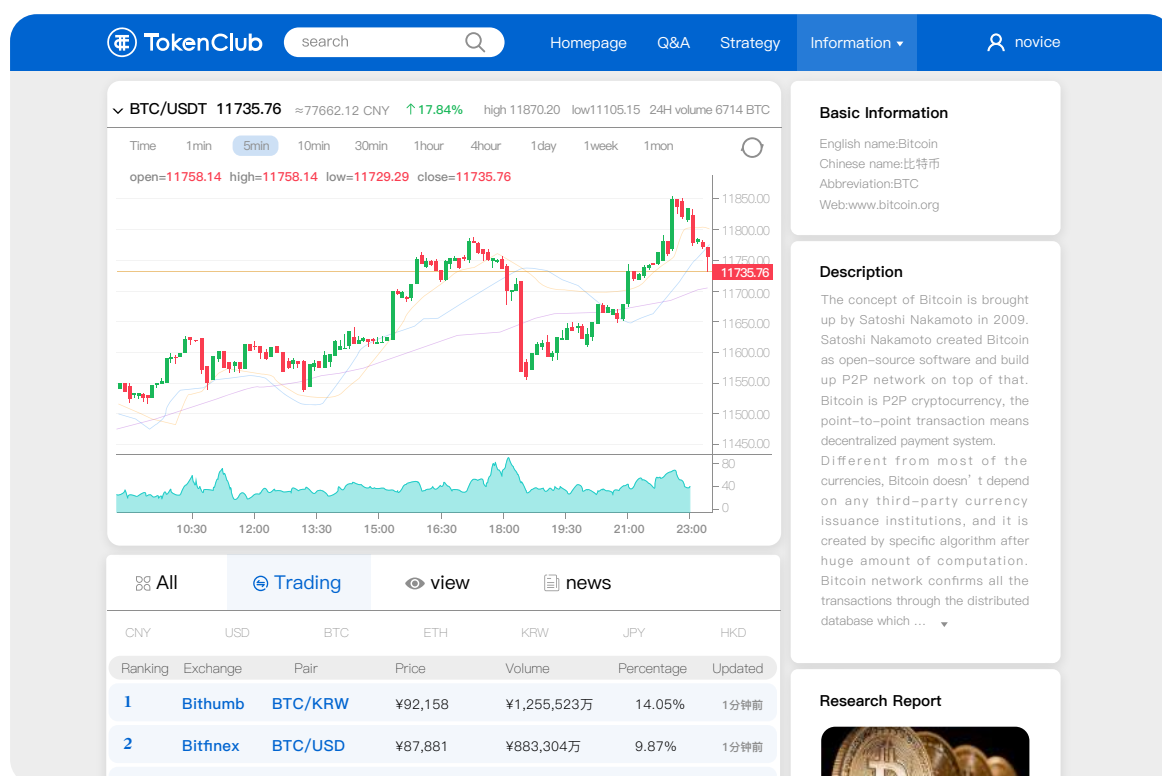 TokenClub search Homepage Q&A Strategy Information novice
BTC/USDT 11735.76 ≈77662.12 CNY ↑17.84% high 11870.20 low11105.15 24H volume 6714 BTC
Time 1min 5min 10min 30min 1hour 4hour 1day 1week 1mon
open=11758.14 high=11758.14 low=11729.29 close=11735.76
11850.00
11800.00
11750.00
11735.76
11700.00
11650.00
11600.00
11550.00
11500.00
11450.00
80
40
0
10:30 12:00 13:30 15:00 16:30 18:00 19:30 21:00 23:00
All Trading view news
CNY USD BTC ETH KRW JPY HKD
Ranking Exchange Pair Price Volume Percentage Updated
1 Bithumb BTC/KRW ¥92,158 ¥1,255,523万 14.05% 1分钟前
2 Bitfinex BTC/USD ¥87,881 ¥883,304万 9.87% 1分钟前
Basic Information
English name:Bitcoin
Chinese name:比特币
Abbreviation:BTC
Web:www.bitcoin.org
Description
The concept of Bitcoin is brought
up by Satoshi Nakamoto in 2009.
Satoshi Nakamoto created Bitcoin
as open-source software and build
up P2P network on top of that.
Bitcoin is P2P cryptocurrency, the
point-to-point transaction means
decentralized payment system.
Different from most of the
currencies, Bitcoin doesn’t depend
on any third-party currency
issuance institutions, and it is
created by specific algorithm after
huge amount of computation.
Bitcoin network confirms all the
transactions through the distributed
database which ...
Research Report